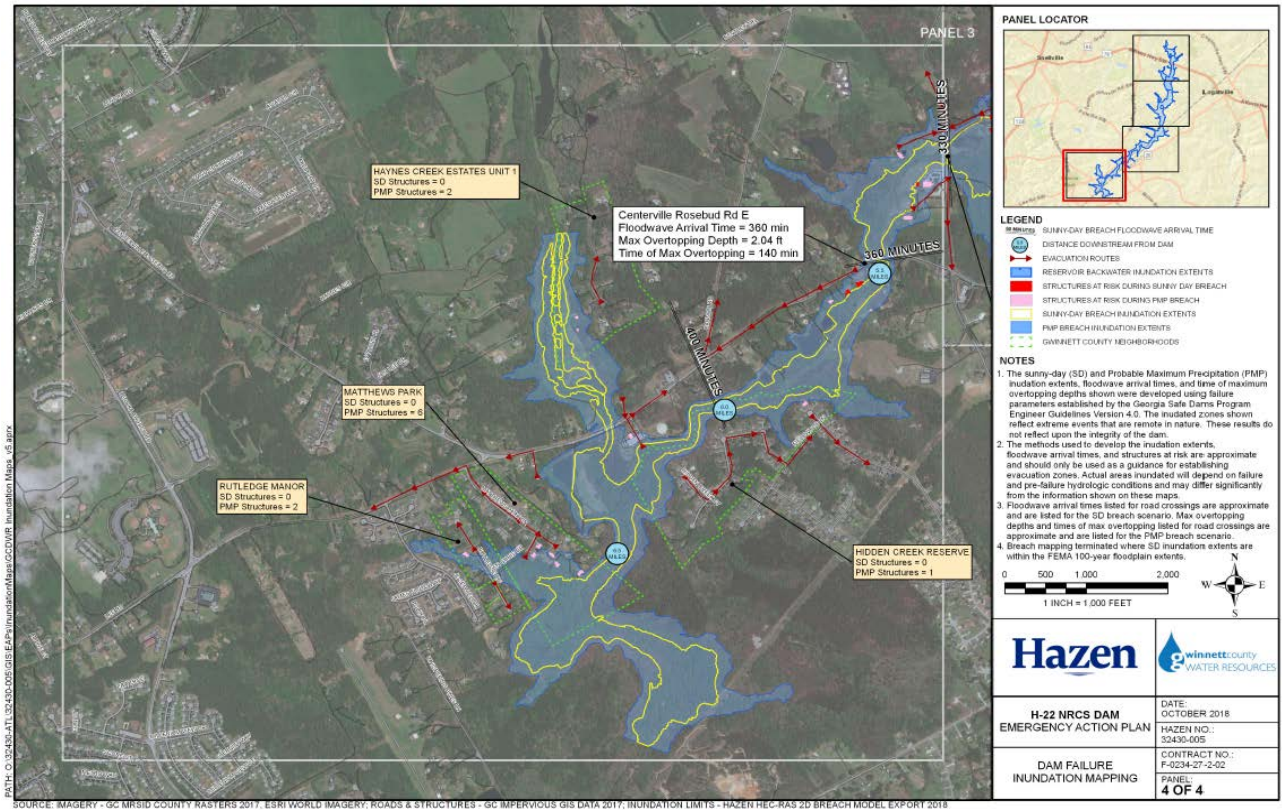 PANEL 3
HAYNES CREEK ESTATES UNIT 1
SD Structures = 0
PMP Structures = 2
Centerville Rosebud Rd E
Floodwave Arrival Time = 360 min
Max Overtopping Depth = 2.04 ft
Time of Max Overtopping = 140 min
330 MINUTES
360 MINUTES
400 MINUTES
MILES
MILES
MILES
MATTHEWS PARK
SD Structures = 0
PMP Structures = 6
RUTLEDGE MANOR
SD Structures = 0
PMP Structures = 2
HIDDEN CREEK RESERVE
SD Structures = 0
PMP Structures = 1
PANEL LOCATOR
Snellville
Loganville
LEGEND
SUNNY-DAY BREACH FLOODWAVE ARRIVAL TIME
DISTANCE DOWNSTREAM FROM DAM
EVACUATION ROUTES
RESERVOIR BACKWATER INUNDATION EXTENTS
STRUCTURES AT RISK DURING SUNNY DAY BREACH
STRUCTURES AT RISK DURING PMP BREACH
SUNNY-DAY BREACH INUNDATION EXTENTS
PMP BREACH INUNDATION EXTENTS
GWINNETT COUNTY NEIGHBORHOODS
NOTES
1. The sunny-day (SD) and Probable Maximum Precipitation (PMP)
inudation extents, floodwave arrival times, and time of maximum
overtopping depths shown were developed using failure
parameters established by the Georgia Safe Dams Program
Engineer Guidelines Version 4.0. The inudated zones shown
reflect extreme events that are remote in nature. These results do
not reflect upon the integrity of the dam.
2. The methods used to develop the inudation extents,
floodwave arrival times, and structures at risk are approximate
and should only be used as a guidance for establishing
evacuation zones. Actual areas inundated will depend on failure
and pre-failure hydrologic conditions and may differ significantly
from the information shown on these maps.
3. Floodwave arrival times listed for road crossings are approximate
and are listed for the SD breach scenario. Max overtopping
depths and times of max overtopping listed for road crossings are
approximate and are listed for the PMP breach scenario.
4. Breach mapping terminated where SD inundation extents are
within the FEMA 100-year floodplain extents.
N
W E
S
0 500 1,000 2,000
1 INCH = 1,000 FEET
Hazen
gwinnettcounty
WATER RESOURCES
H-22 NRCS DAM
EMERGENCY ACTION PLAN
DATE:
OCTOBER 2018
HAZEN NO.:
32430-005
DAM FAILURE
INUNDATION MAPPING
CONTRACT NO.:
F-0234-27-2-02
PANEL:
4 OF 4
PATH: O:\32430-ATL\32430-005\GIS\EAPs\InundationMaps\GCDWR Inundation Maps_v5.aprx
SOURCE: IMAGERY - GC MRSID COUNTY RASTERS 2017, ESRI WORLD IMAGERY; ROADS & STRUCTURES - GC IMPERVIOUS GIS DATA 2017; INUNDATION LIMITS - HAZEN HEC-RAS 2D BREACH MODEL EXPORT 2018